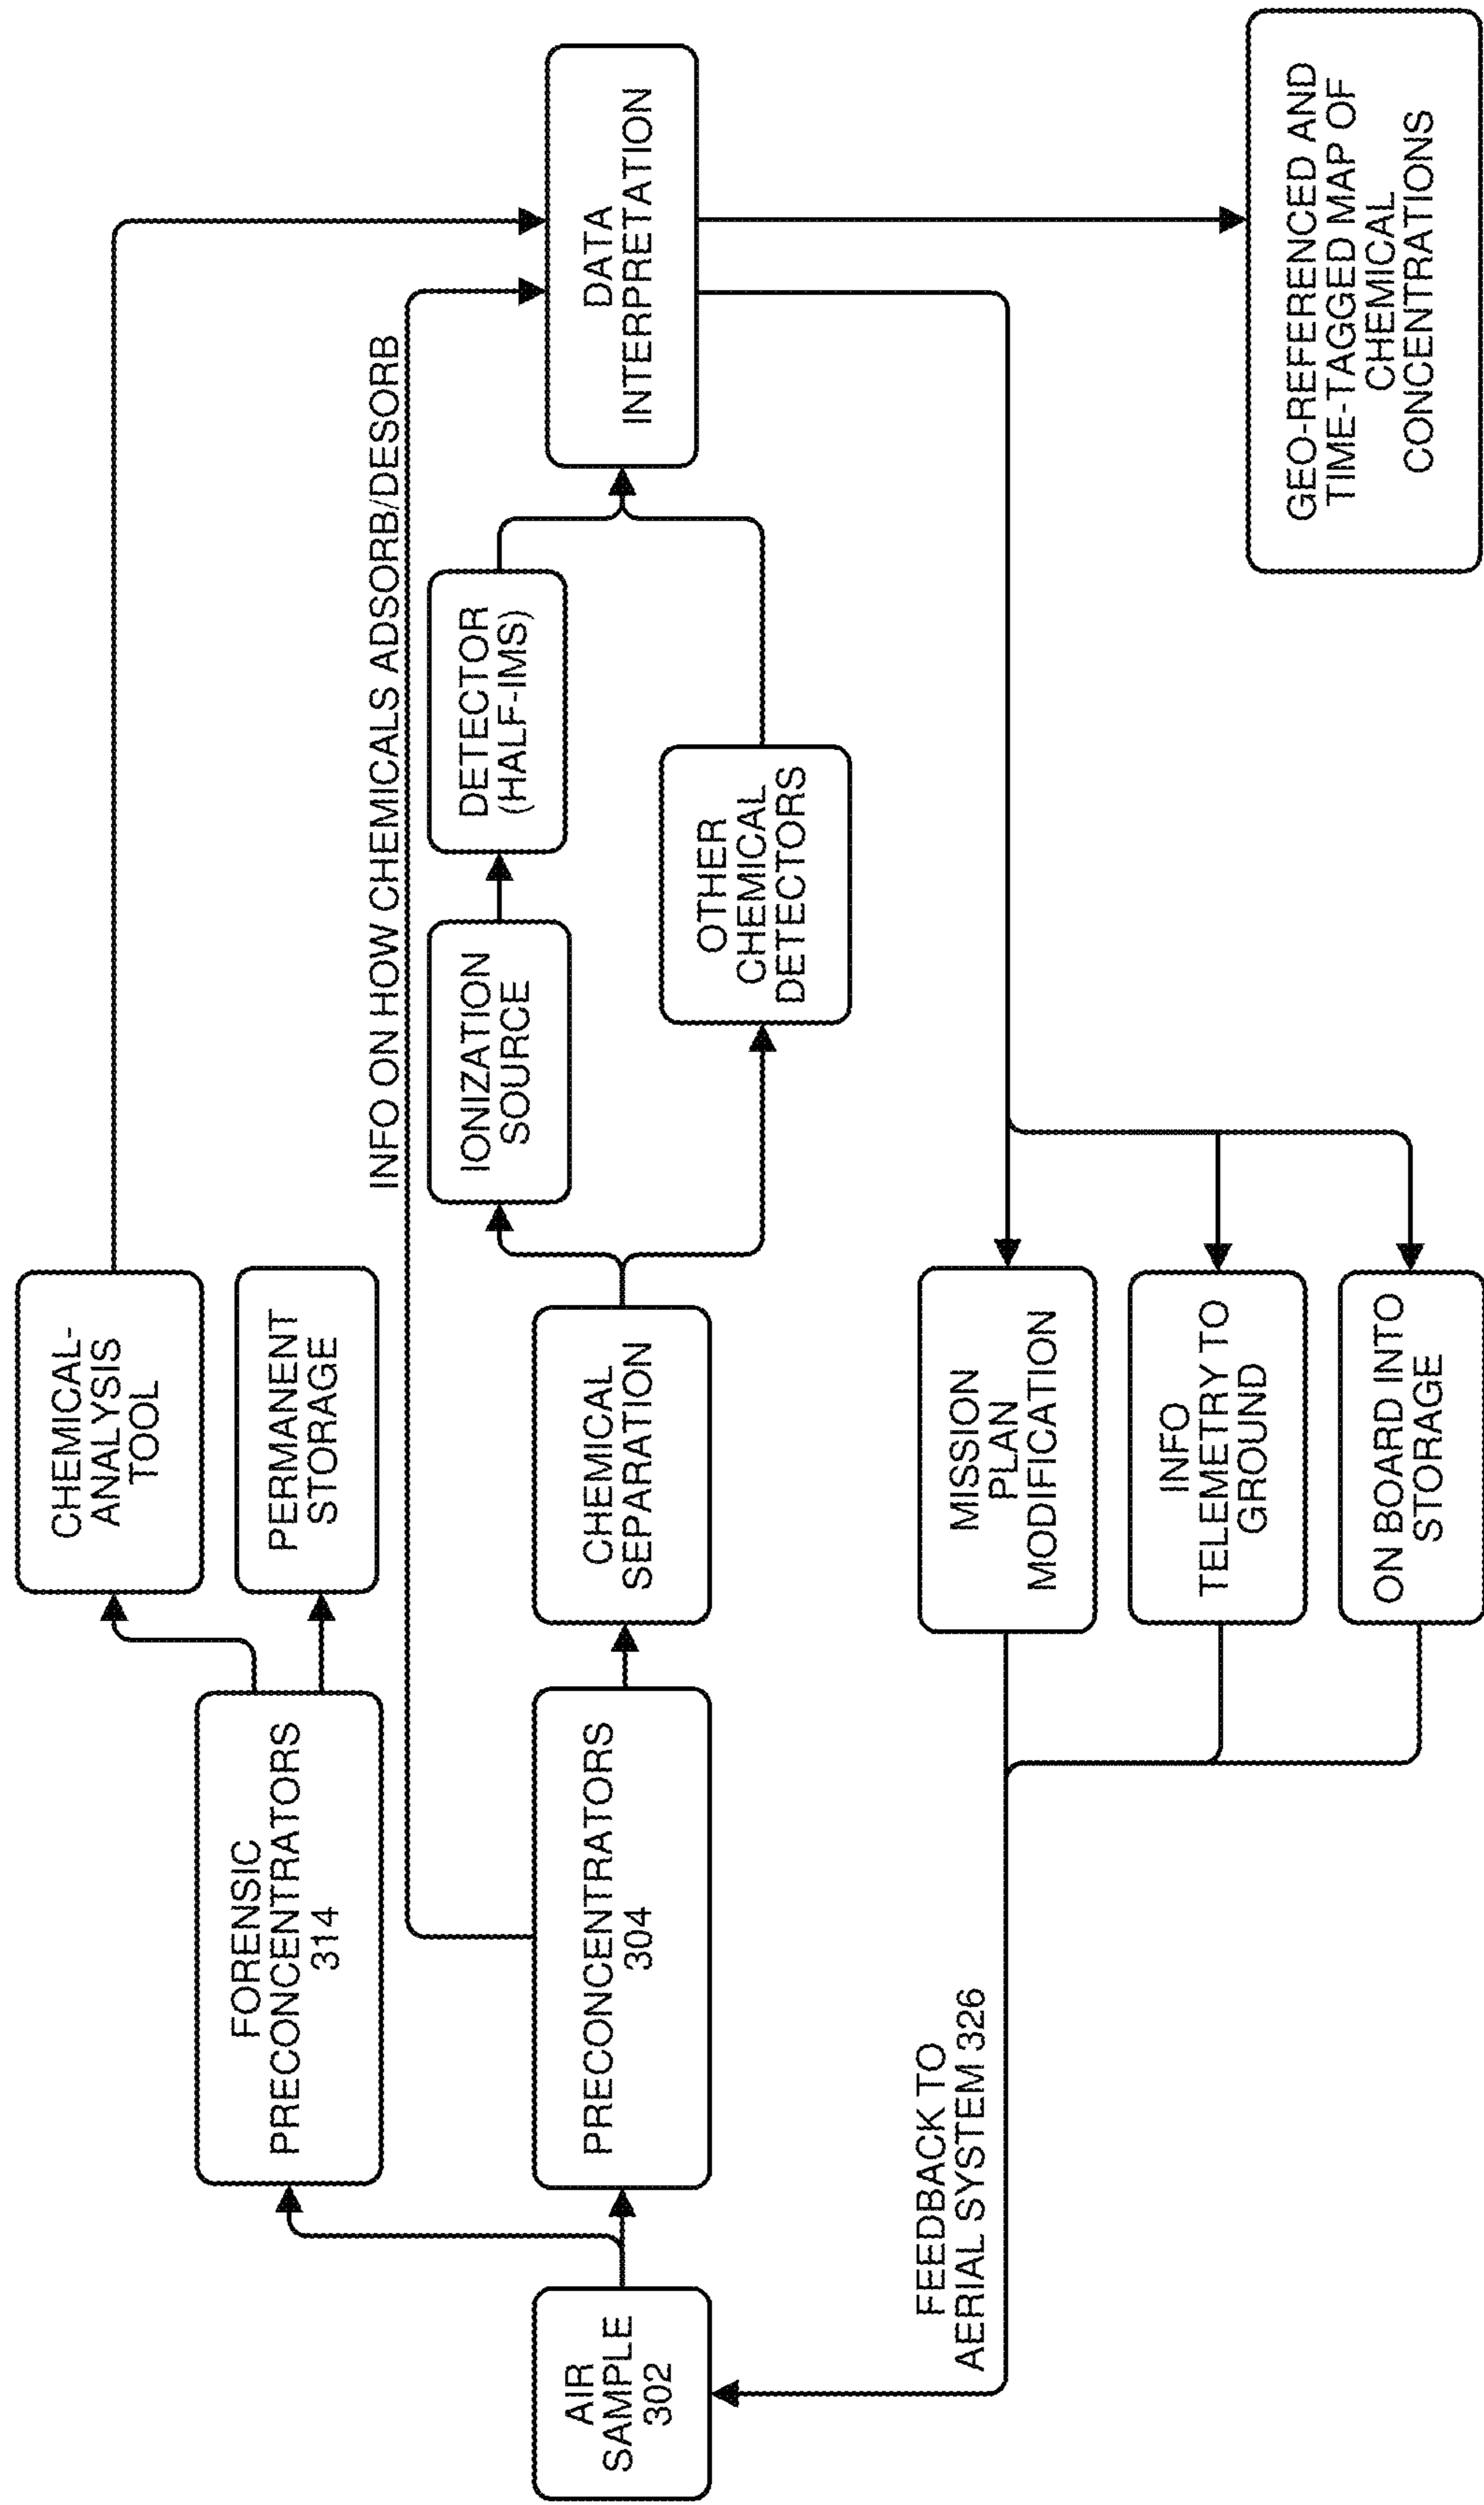 CHEMICAL-
ANALYSIS
TOOL
FORENSIC
PRECONCENTRATORS
314
PERMANENT
STORAGE
INFO ON HOW CHEMICALS ADSORB/DESORB
AIR
SAMPLE
302
PRECONCENTRATORS
304
CHEMICAL
SEPARATION
IONIZATION
SOURCE
DETECTOR
(HALF-IMS)
OTHER
CHEMICAL
DETECTORS
DATA
INTERPRETATION
FEEDBACK TO
AERIAL SYSTEM 326
MISSION
PLAN
MODIFICATION
INFO
TELEMETRY TO
GROUND
ON BOARD INTO
STORAGE
GEO-REFERENCED AND
TIME-TAGGED MAP OF
CHEMICAL
CONCENTRATIONS